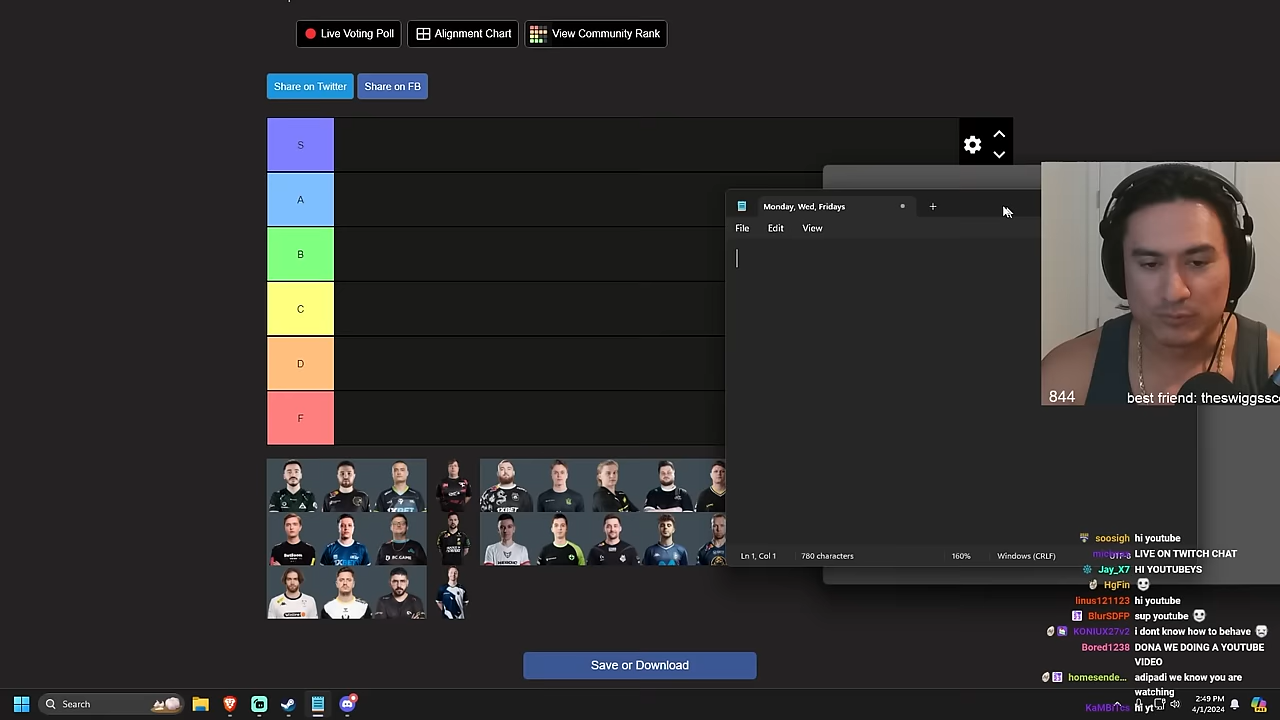 Live Voting Poll
Alignment Chart
View Community Rank
Share on Twitter
Share on FB
S
A
B
C
D
F
Monday, Wed, Fridays
File
Edit
View
Ln 1, Col 1
780 characters
160%
Windows (CRLF)
844
best friend: theswiggssc
soosigh hi youtube
LIVE ON TWITCH CHAT
Jay_X7 HI YOUTUBEYS
HgFin
linus121123 hi youtube
BlurSDFP sup youtube
KONIUX27v2 i dont know how to behave
Bored1238 DONA WE DOING A YOUTUBE
VIDEO
homesende... adipadi we know you are
watching
KaMBries hi yt
Save or Download
Search
2:49 PM
4/1/2024